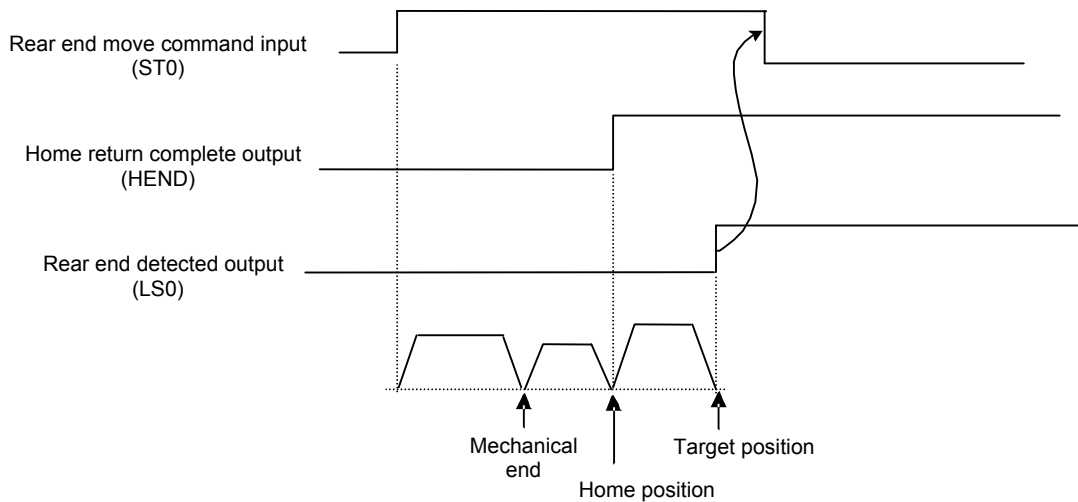 Rear end move command input
(ST0)
Home return complete output
(HEND)
Rear end detected output
(LS0)
Mechanical
end
Home position
Target position